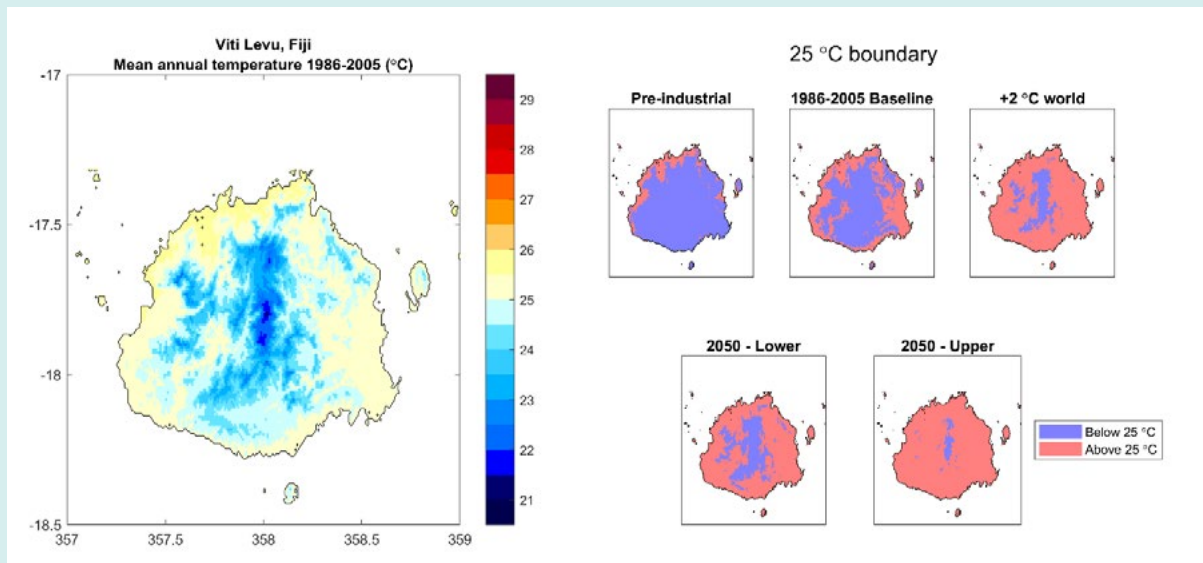 Viti Levu, Fiji
Mean annual temperature 1986-2005 (°C)
-17
-17.5
-18
-18.5
357
357.5
358
358.5
359
29
28
27
26
25
24
23
22
21
25 °C boundary
Pre-industrial
1986-2005 Baseline
+2 °C world
2050 - Lower
2050 - Upper
Below 25 °C
Above 25 °C